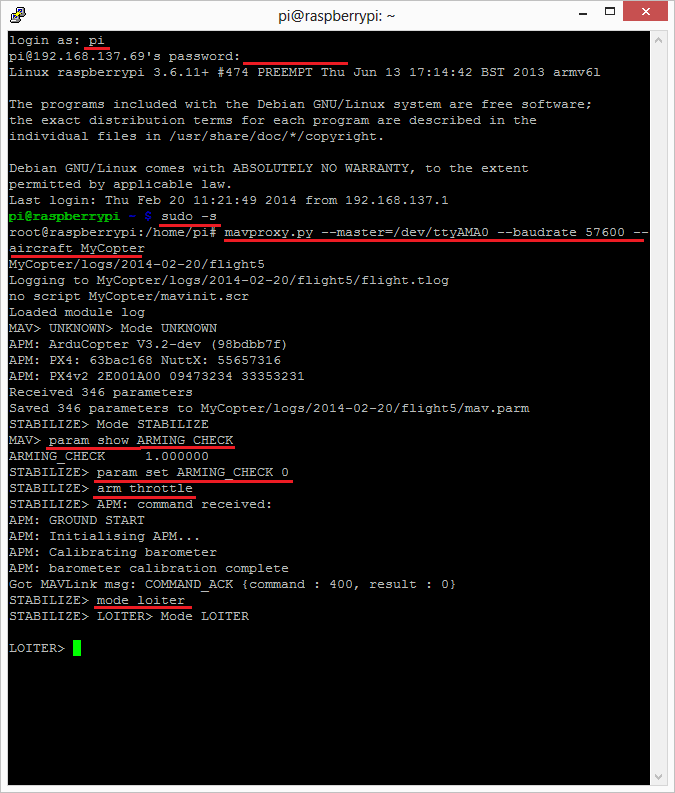 pi@raspberrypi: ~
login as: pi
pi@192.168.137.69's password:
Linux raspberrypi 3.6.11+ #474 PREEMPT Thu Jun 13 17:14:42 BST 2013 armv6l
The programs included with the Debian GNU/Linux system are free software;
the exact distribution terms for each program are described in the
individual files in /usr/share/doc/*/copyright.
Debian GNU/Linux comes with ABSOLUTELY NO WARRANTY, to the extent
permitted by applicable law.
Last login: Thu Feb 20 11:21:49 2014 from 192.168.137.1
pi@raspberrypi ~ $ sudo -s
root@raspberrypi:/home/pi# mavproxy.py --master=/dev/ttyAMA0 --baudrate 57600 --
aircraft MyCopter
MyCopter/logs/2014-02-20/flight5
Logging to MyCopter/logs/2014-02-20/flight5/flight.tlog
no script MyCopter/mavinit.scr
Loaded module log
MAV> UNKNOWN> Mode UNKNOWN
APM: ArduCopter V3.2-dev (98bdbb7f)
APM: PX4: 63bac168 NuttX: 55657316
APM: PX4v2 2E001A00 09473234 33353231
Received 346 parameters
Saved 346 parameters to MyCopter/logs/2014-02-20/flight5/mav.parm
STABILIZE> Mode STABILIZE
MAV> param show ARMING_CHECK
ARMING_CHECK     1.000000
STABILIZE> param set ARMING_CHECK 0
STABILIZE> arm throttle
STABILIZE> APM: command received:
APM: GROUND START
APM: Initialising APM...
APM: Calibrating barometer
APM: barometer calibration complete
Got MAVLink msg: COMMAND_ACK {command : 400, result : 0}
STABILIZE> mode loiter
STABILIZE> LOITER> Mode LOITER
LOITER>